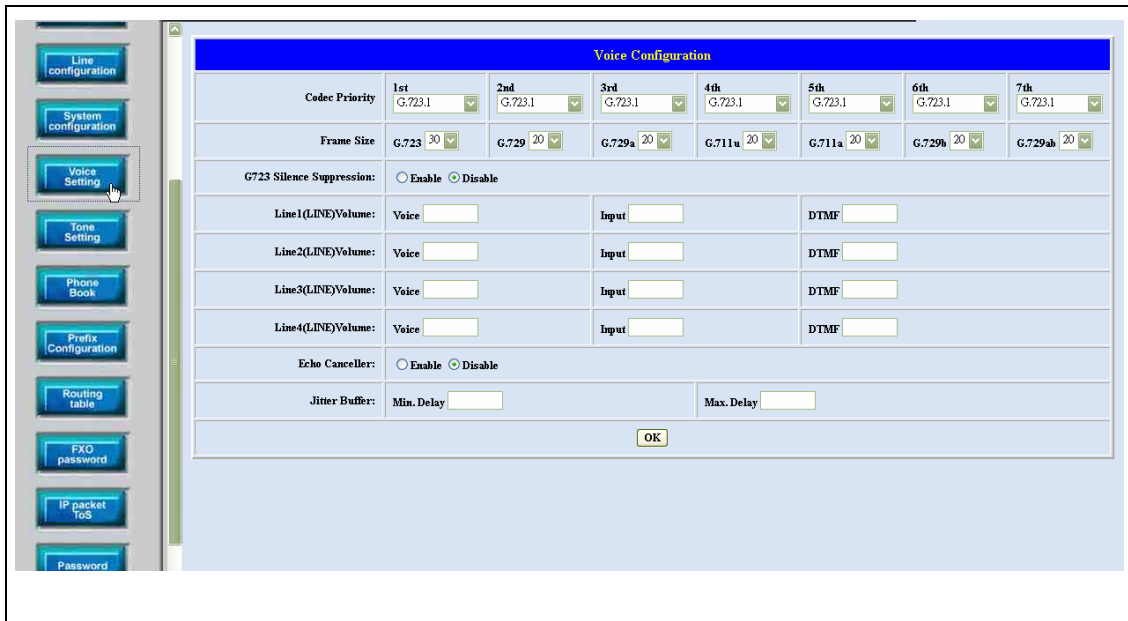 Line
configuration
System
configuration
Voice
Setting
Tone
Setting
Phone
Book
Prefix
Configuration
Routing
table
FXO
password
IP packet
ToS
Password
Voice Configuration
Codec Priority
1st 2nd 3rd 4th 5th 6th 7th
G.723.1 G.723.1 G.723.1 G.723.1 G.723.1 G.723.1 G.723.1
Frame Size G.723 30 G.729 20 G.729a 20 G.711u 20 G.711a 20 G.729b 20 G.729ab 20
G723 Silence Suppression: Enable Disable
Line1(LINE)Volume: Voice Input DTMF
Line2(LINE)Volume: Voice Input DTMF
Line3(LINE)Volume: Voice Input DTMF
Line4(LINE)Volume: Voice Input DTMF
Echo Canceller: Enable Disable
Jitter Buffer: Min. Delay Max. Delay
OK